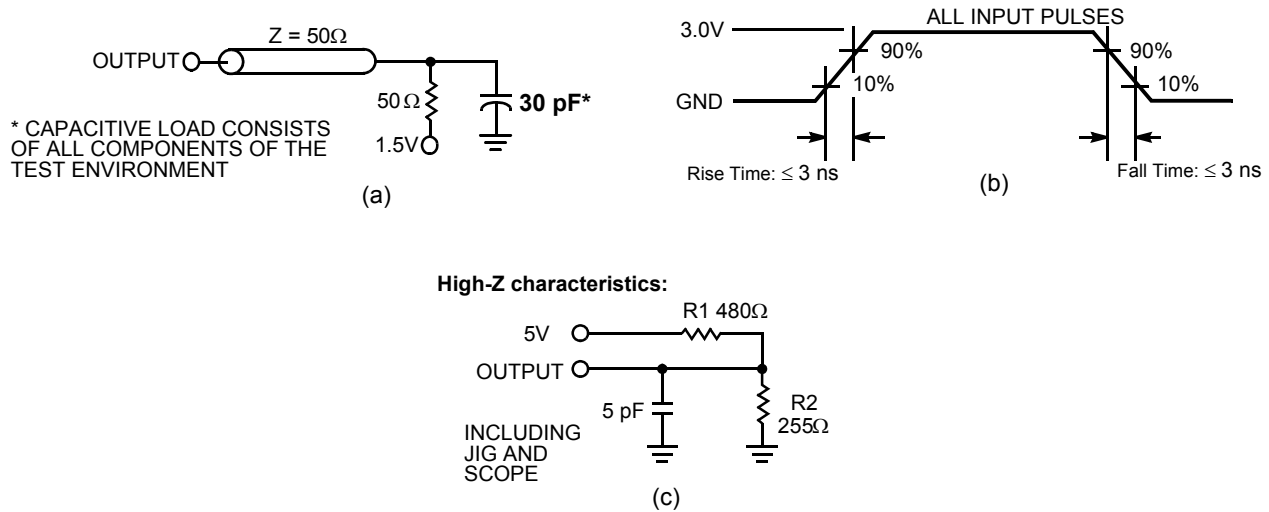 Z = 50Ω
OUTPUT
50Ω
30 pF*
1.5V
* CAPACITIVE LOAD CONSISTS
OF ALL COMPONENTS OF THE
TEST ENVIRONMENT
(a)
ALL INPUT PULSES
3.0V
90%
10%
GND
90%
10%
Rise Time: ≤ 3 ns
Fall Time: ≤ 3 ns
(b)
High-Z characteristics:
R1 480Ω
5V
OUTPUT
5 pF
R2
255Ω
INCLUDING
JIG AND
SCOPE
(c)